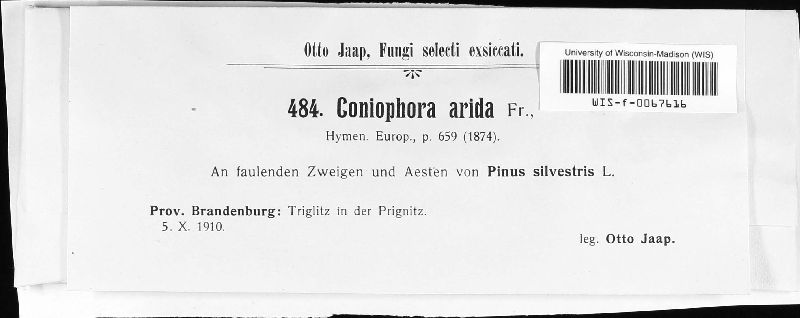 Otto Jaap, Fungi selecti exsiccati.
University of Wisconsin-Madison (WIS)
WIS-f-0067616
484. Coniophora arida Fr.,
Hymen. Europ., p. 659 (1874).
An faulenden Zweigen und Aesten von Pinus silvestris L.
Prov. Brandenburg: Triglitz in der Prignitz.
5. X. 1910.
leg. Otto Jaap.